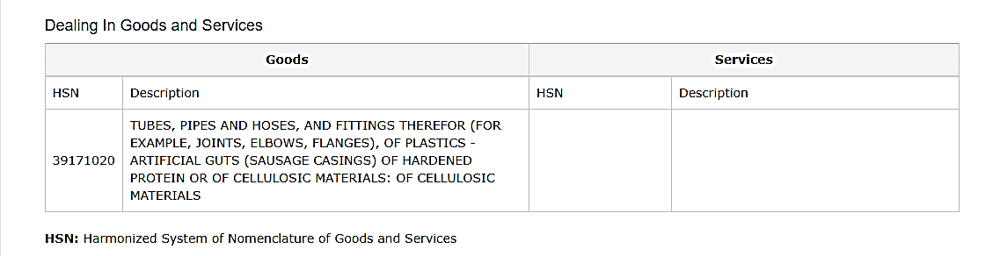 Dealing In Goods and Services
Goods Services
HSN Description HSN Description
39171020
TUBES, PIPES AND HOSES, AND FITTINGS THEREFOR (FOR
EXAMPLE, JOINTS, ELBOWS, FLANGES), OF PLASTICS -
ARTIFICIAL GUTS (SAUSAGE CASINGS) OF HARDENED
PROTEIN OR OF CELLULOSIC MATERIALS: OF CELLULOSIC
MATERIALS
HSN: Harmonized System of Nomenclature of Goods and Services